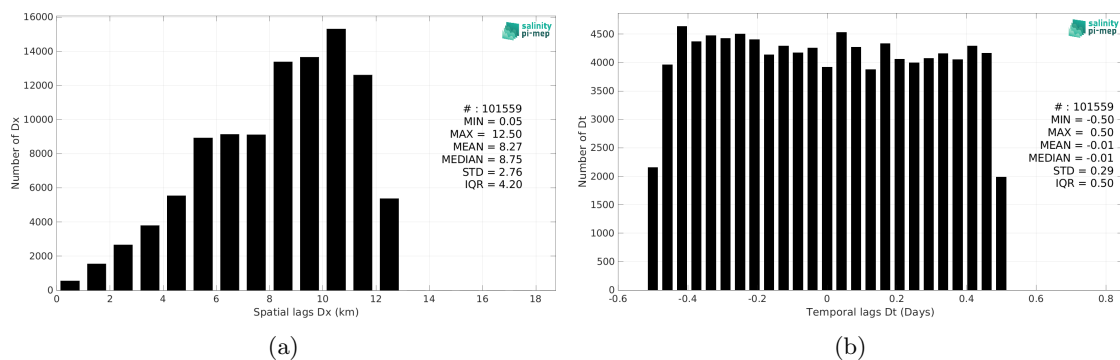 16000
14000
12000
10000
8000
6000
4000
2000
0
0 2 4 6 8 10 12 14 16 18
Number of Dx
Spatial lags Dx (km)
salinity
pi-mep
# : 101559
MIN = 0.05
MAX = 12.50
MEAN = 8.27
MEDIAN = 8.75
STD = 2.76
IQR = 4.20
(a)
4500
4000
3500
3000
2500
2000
1500
1000
500
0
-0.6 -0.4 -0.2 0 0.2 0.4 0.6 0.8
Number of Dt
Temporal lags Dt (Days)
salinity
pi-mep
# : 101559
MIN = -0.50
MAX = 0.50
MEAN = -0.01
MEDIAN = -0.01
STD = 0.29
IQR = 0.50
(b)